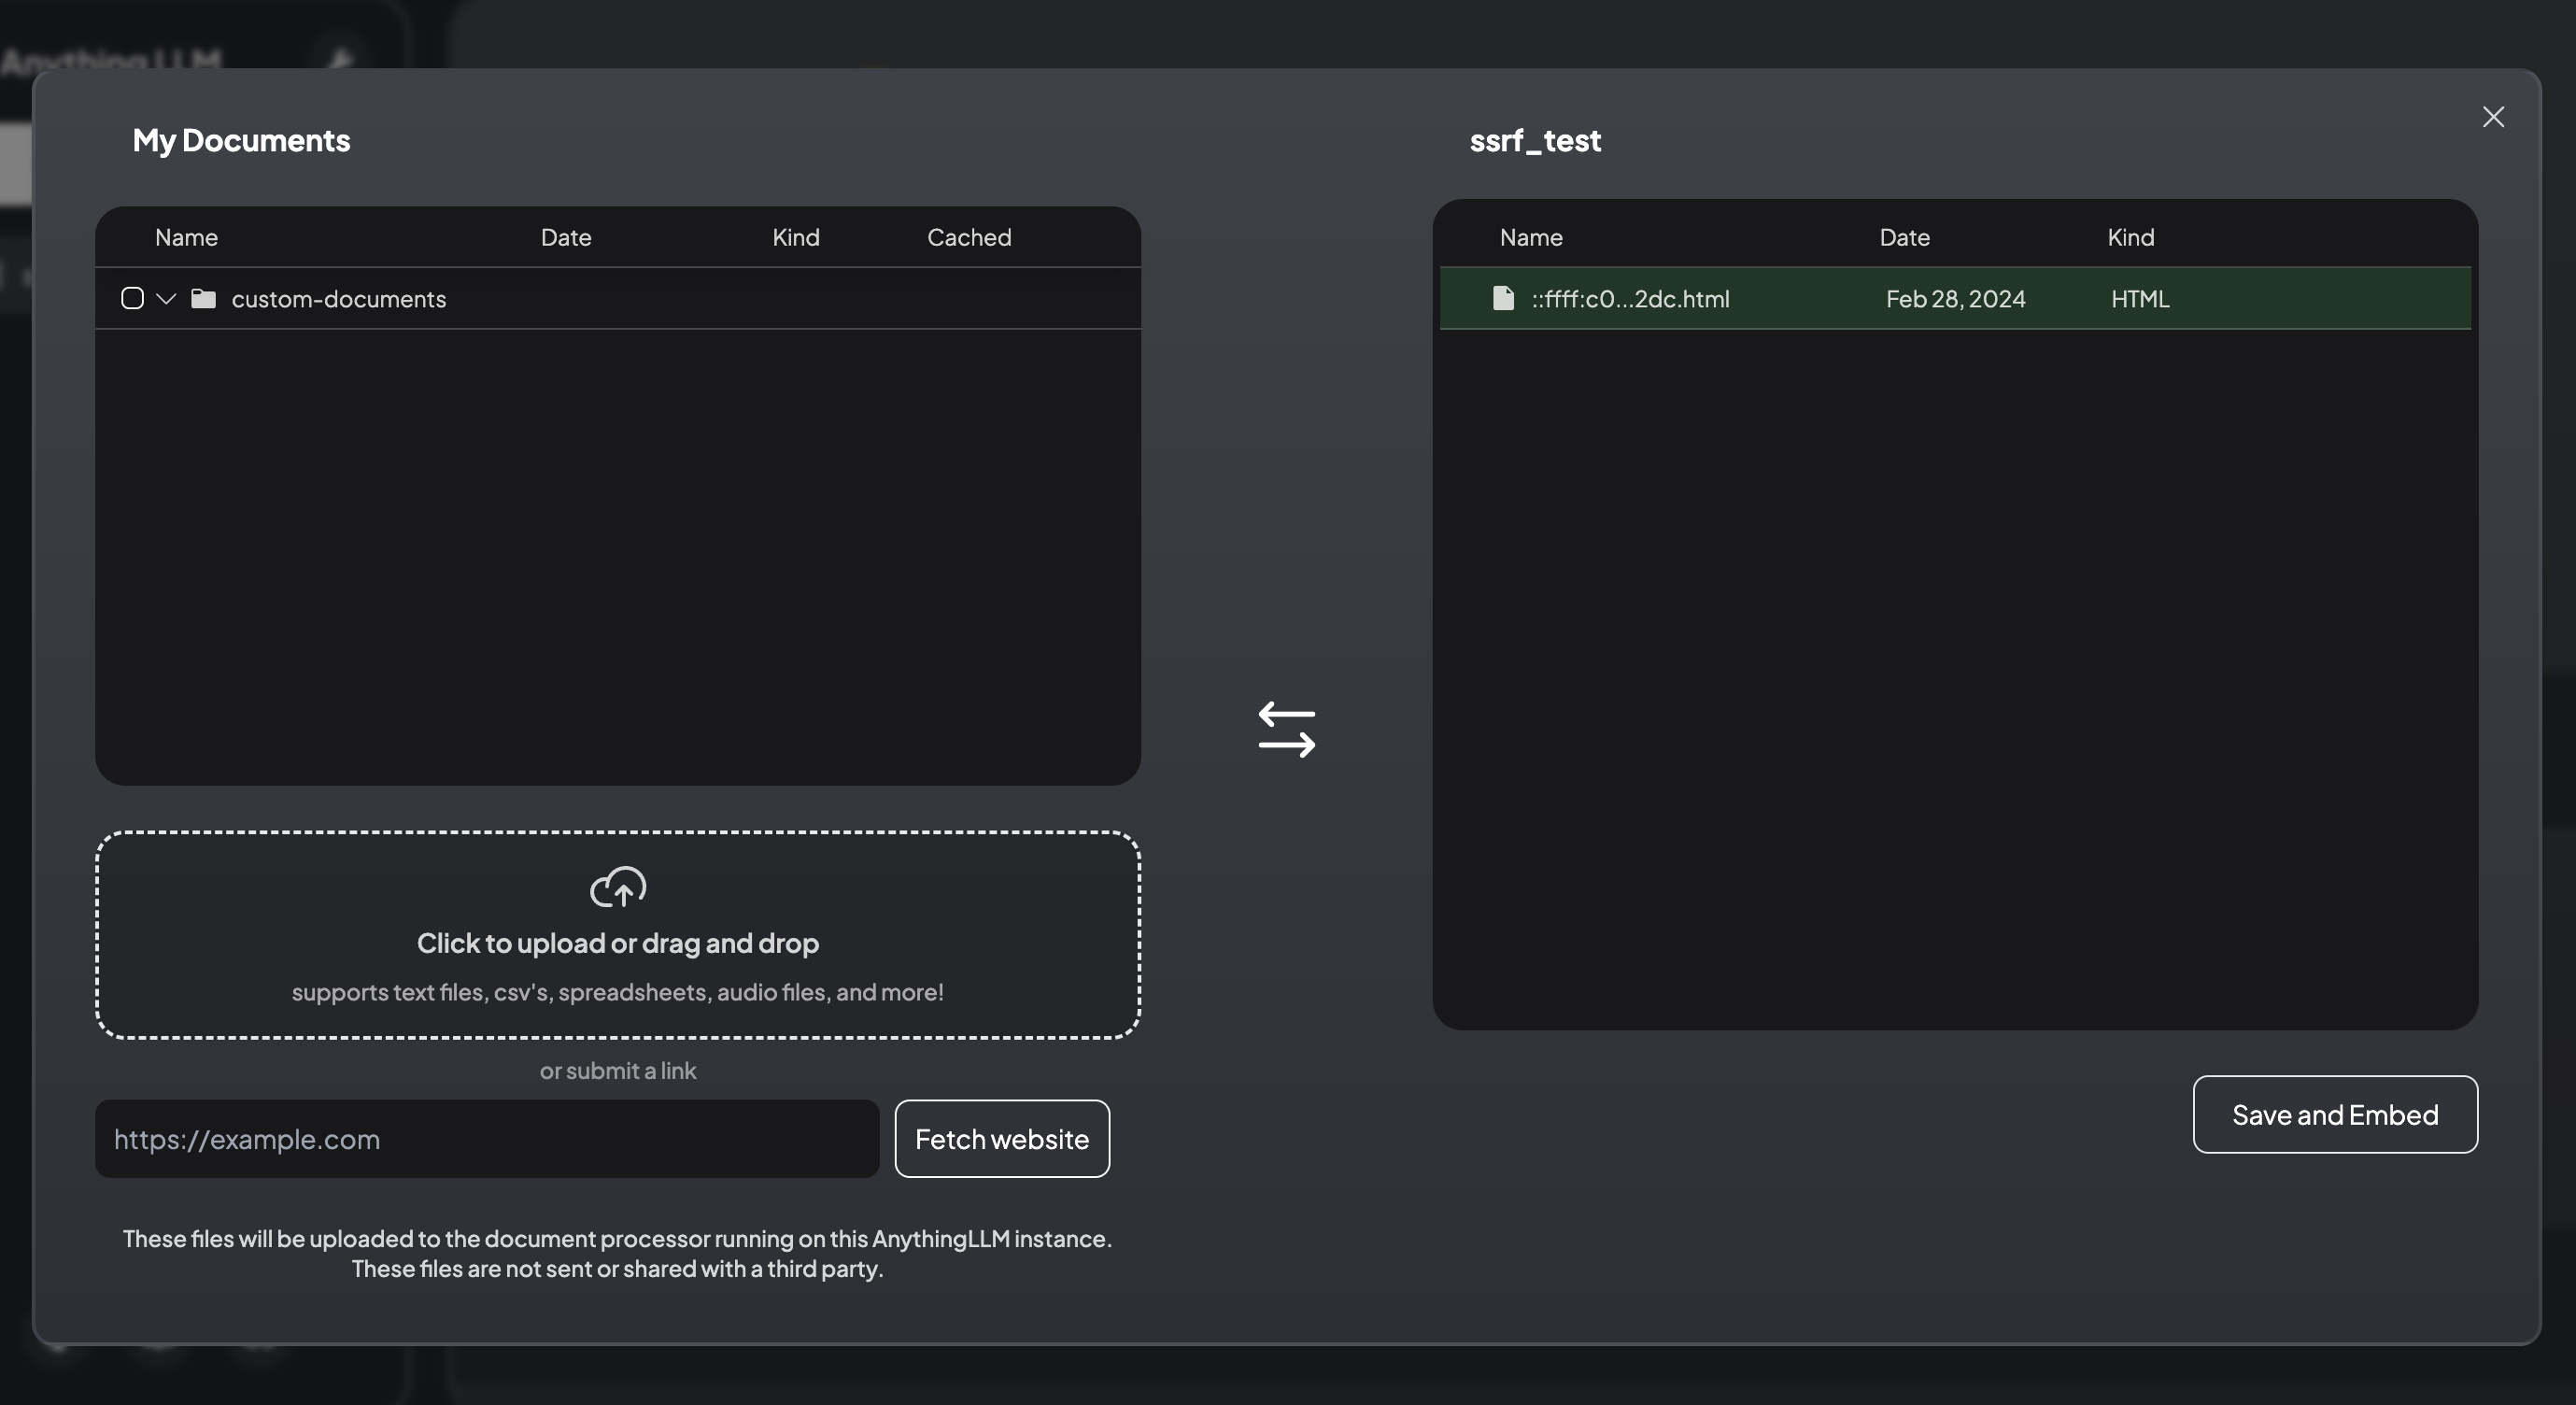 AnythingLLM
My Documents
ssrf_test
Name Date Kind Cached
custom-documents
Name Date Kind
::ffff:c0...2dc.html Feb 28, 2024 HTML
Click to upload or drag and drop
supports text files, csv's, spreadsheets, audio files, and more!
or submit a link
https://example.com
Fetch website
Save and Embed
These files will be uploaded to the document processor running on this AnythingLLM instance.
These files are not sent or shared with a third party.